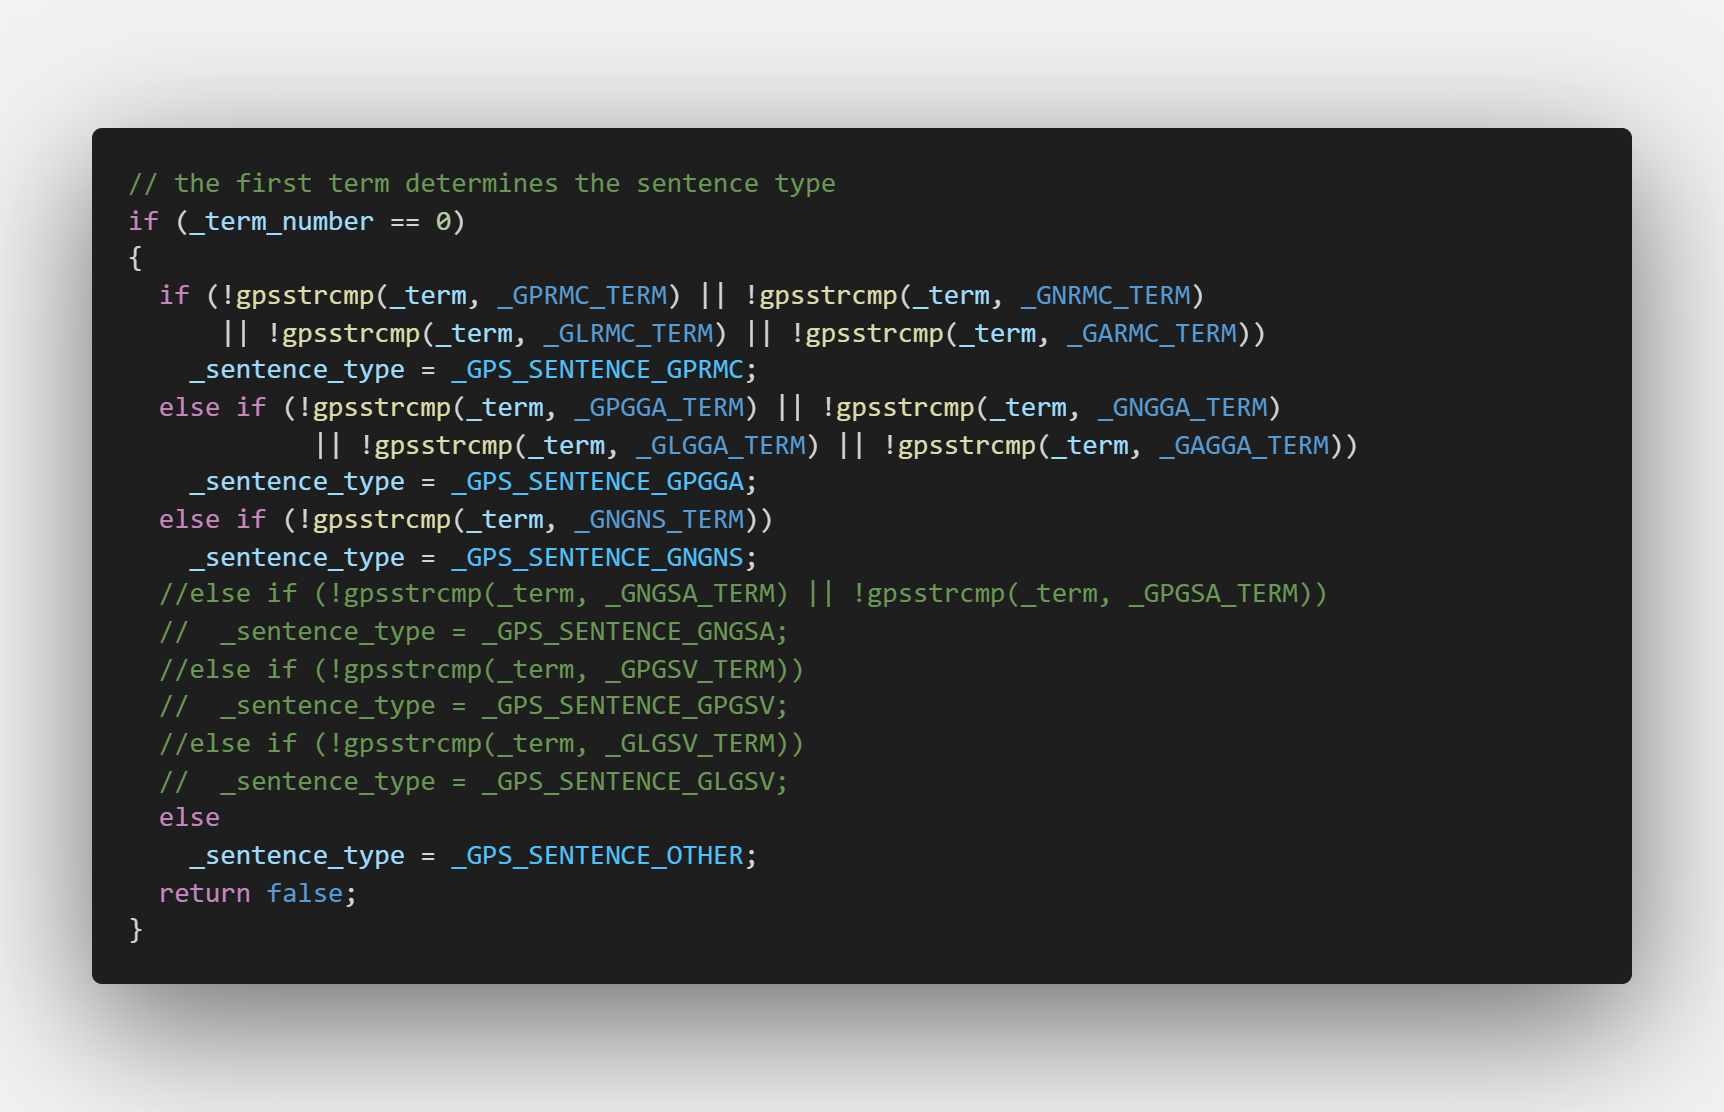 // the first term determines the sentence type
if (_term_number == 0)
{
  if (!gpsstrcmp(_term, _GPRMC_TERM) || !gpsstrcmp(_term, _GNRMC_TERM)
      || !gpsstrcmp(_term, _GLRMC_TERM) || !gpsstrcmp(_term, _GARMC_TERM))
    _sentence_type = _GPS_SENTENCE_GPRMC;
  else if (!gpsstrcmp(_term, _GPGGA_TERM) || !gpsstrcmp(_term, _GNGGA_TERM)
            || !gpsstrcmp(_term, _GLGGA_TERM) || !gpsstrcmp(_term, _GAGGA_TERM))
    _sentence_type = _GPS_SENTENCE_GPGGA;
  else if (!gpsstrcmp(_term, _GNGNS_TERM))
    _sentence_type = _GPS_SENTENCE_GNGNS;
  //else if (!gpsstrcmp(_term, _GNGSA_TERM) || !gpsstrcmp(_term, _GPGSA_TERM))
  //  _sentence_type = _GPS_SENTENCE_GNGSA;
  //else if (!gpsstrcmp(_term, _GPGSV_TERM))
  //  _sentence_type = _GPS_SENTENCE_GPGSV;
  //else if (!gpsstrcmp(_term, _GLGSV_TERM))
  //  _sentence_type = _GPS_SENTENCE_GLGSV;
  else
    _sentence_type = _GPS_SENTENCE_OTHER;
  return false;
}